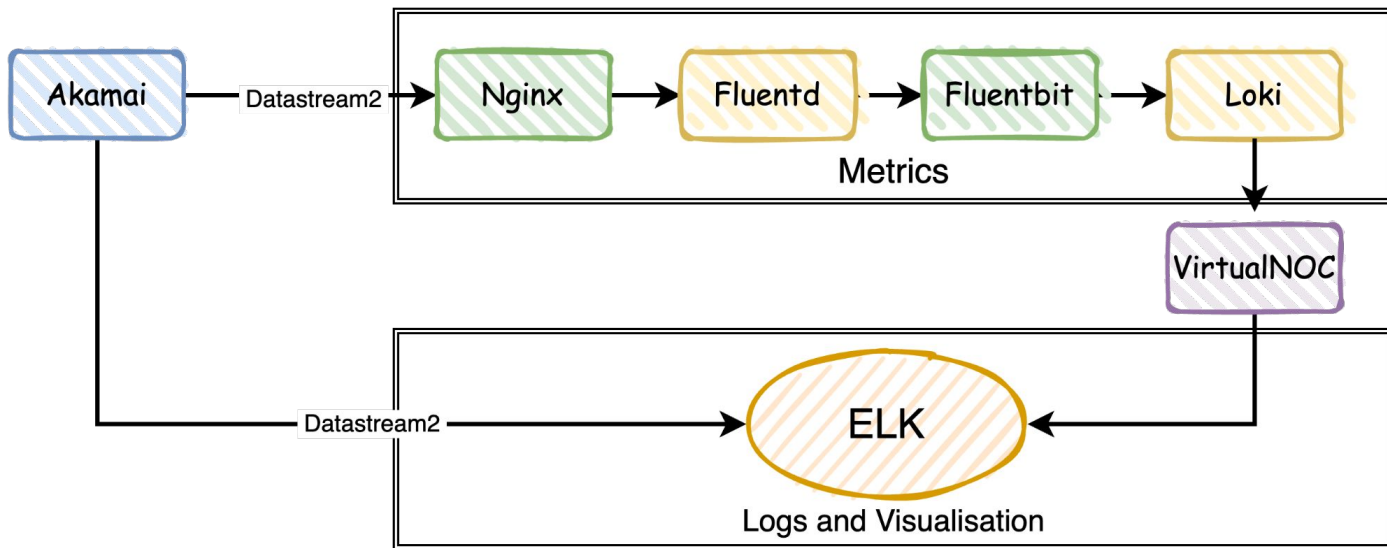 Akamai
Datastream2
Nginx
Fluentd
Fluentbit
Loki
Metrics
VirtualNOC
Datastream2
ELK
Logs and Visualisation